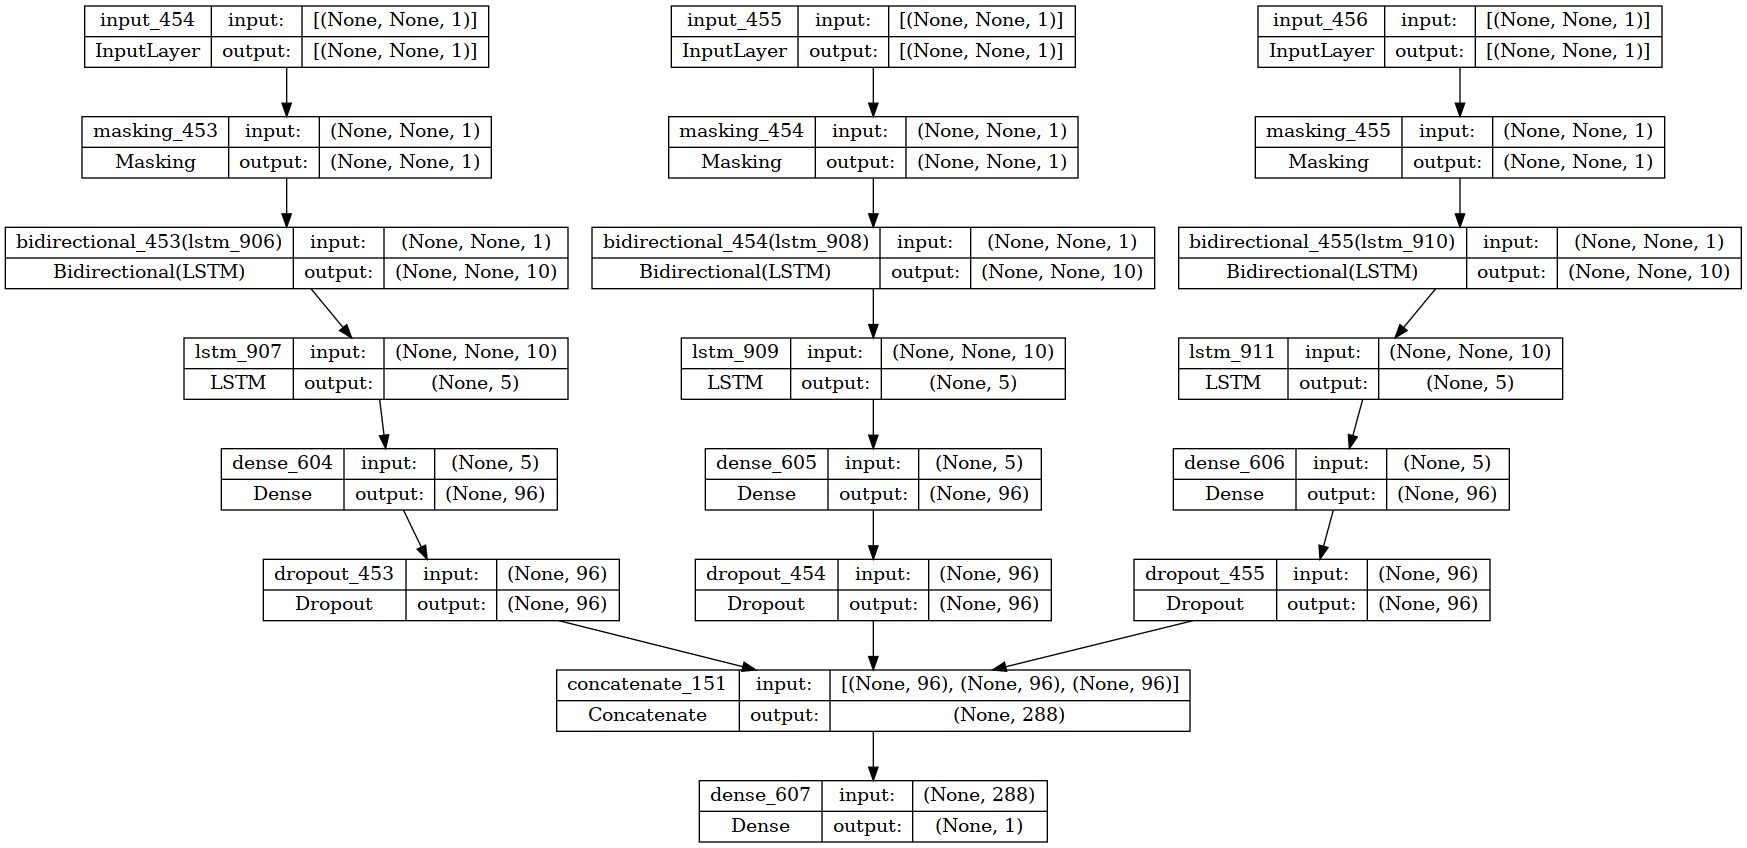 input_454 input: [(None, None, 1)]
InputLayer output: [(None, None, 1)]
input_455 input: [(None, None, 1)]
InputLayer output: [(None, None, 1)]
input_456 input: [(None, None, 1)]
InputLayer output: [(None, None, 1)]
masking_453 input: (None, None, 1)
Masking output: (None, None, 1)
masking_454 input: (None, None, 1)
Masking output: (None, None, 1)
masking_455 input: (None, None, 1)
Masking output: (None, None, 1)
bidirectional_453(lstm_906) input: (None, None, 1)
Bidirectional(LSTM) output: (None, None, 10)
bidirectional_454(lstm_908) input: (None, None, 1)
Bidirectional(LSTM) output: (None, None, 10)
bidirectional_455(lstm_910) input: (None, None, 1)
Bidirectional(LSTM) output: (None, None, 10)
lstm_907 input: (None, None, 10)
LSTM output: (None, 5)
lstm_909 input: (None, None, 10)
LSTM output: (None, 5)
lstm_911 input: (None, None, 10)
LSTM output: (None, 5)
dense_604 input: (None, 5)
Dense output: (None, 96)
dense_605 input: (None, 5)
Dense output: (None, 96)
dense_606 input: (None, 5)
Dense output: (None, 96)
dropout_453 input: (None, 96)
Dropout output: (None, 96)
dropout_454 input: (None, 96)
Dropout output: (None, 96)
dropout_455 input: (None, 96)
Dropout output: (None, 96)
concatenate_151 input: [(None, 96), (None, 96), (None, 96)]
Concatenate output: (None, 288)
dense_607 input: (None, 288)
Dense output: (None, 1)